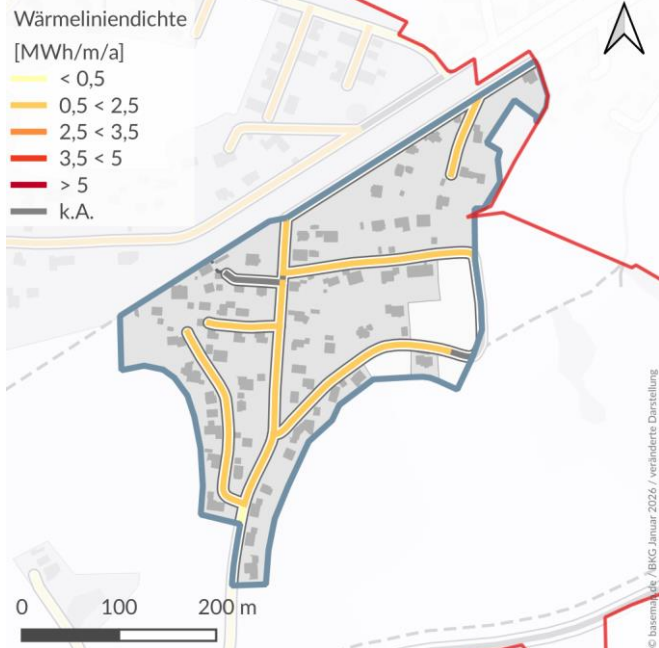 Wärmeliniendichte
[MWh/m/a]
< 0,5
0,5 < 2,5
2,5 < 3,5
3,5 < 5
> 5
k.A.
0 100 200 m
© basemap.de / BKG Januar 2026 / veränderte Darstellung